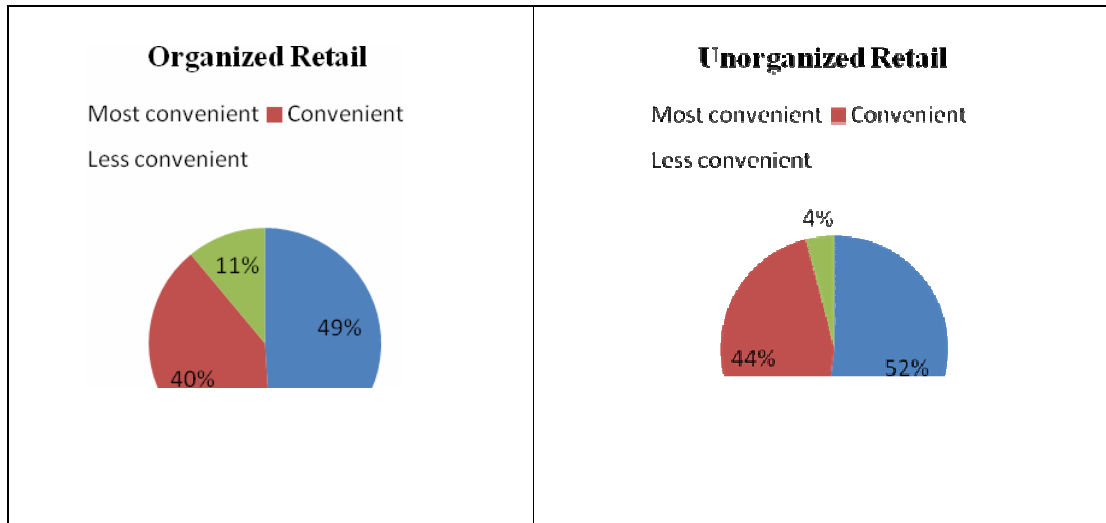 Organized Retail
Most convenient Convenient
Less convenient
11%
49%
40%
Unorganized Retail
Most convenient Convenient
Less convenient
4%
44%
52%